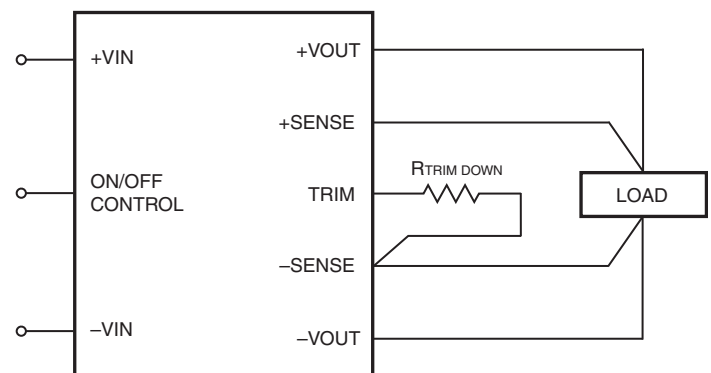 +VIN
ON/OFF
CONTROL
–VIN
+VOUT
+SENSE
TRIM
–SENSE
–VOUT
RTRIM DOWN
LOAD